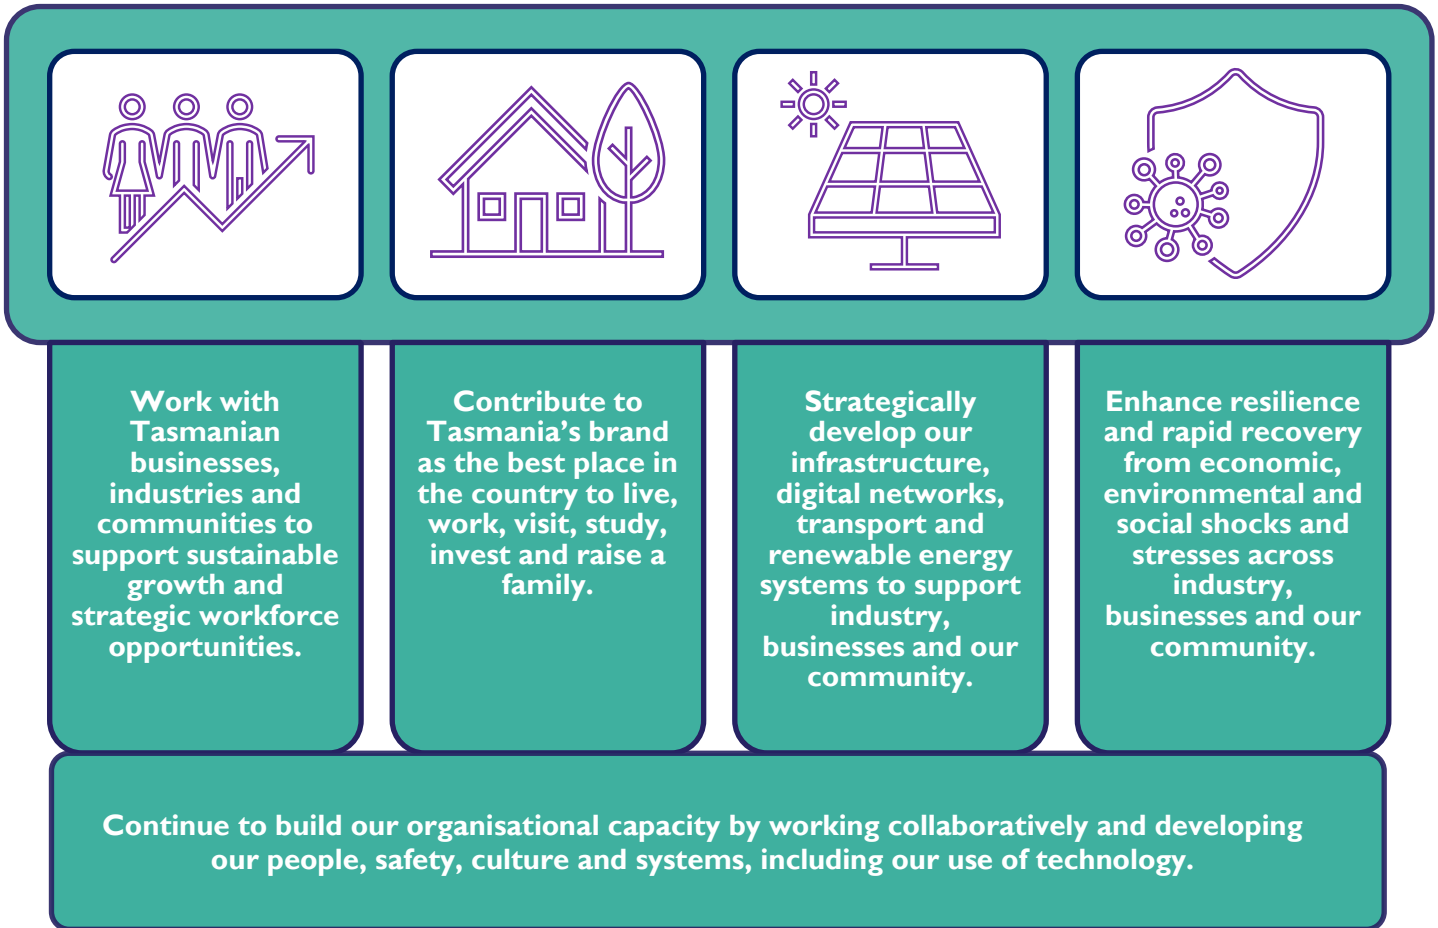 Work with
Tasmanian
businesses,
industries and
communities to
support sustainable
growth and
strategic workforce
opportunities.
Contribute to
Tasmania’s brand
as the best place in
the country to live,
work, visit, study,
invest and raise a
family.
Strategically
develop our
infrastructure,
digital networks,
transport and
renewable energy
systems to support
industry,
businesses and our
community.
Enhance resilience
and rapid recovery
from economic,
environmental and
social shocks and
stresses across
industry,
businesses and our
community.
Continue to build our organisational capacity by working collaboratively and developing
our people, safety, culture and systems, including our use of technology.